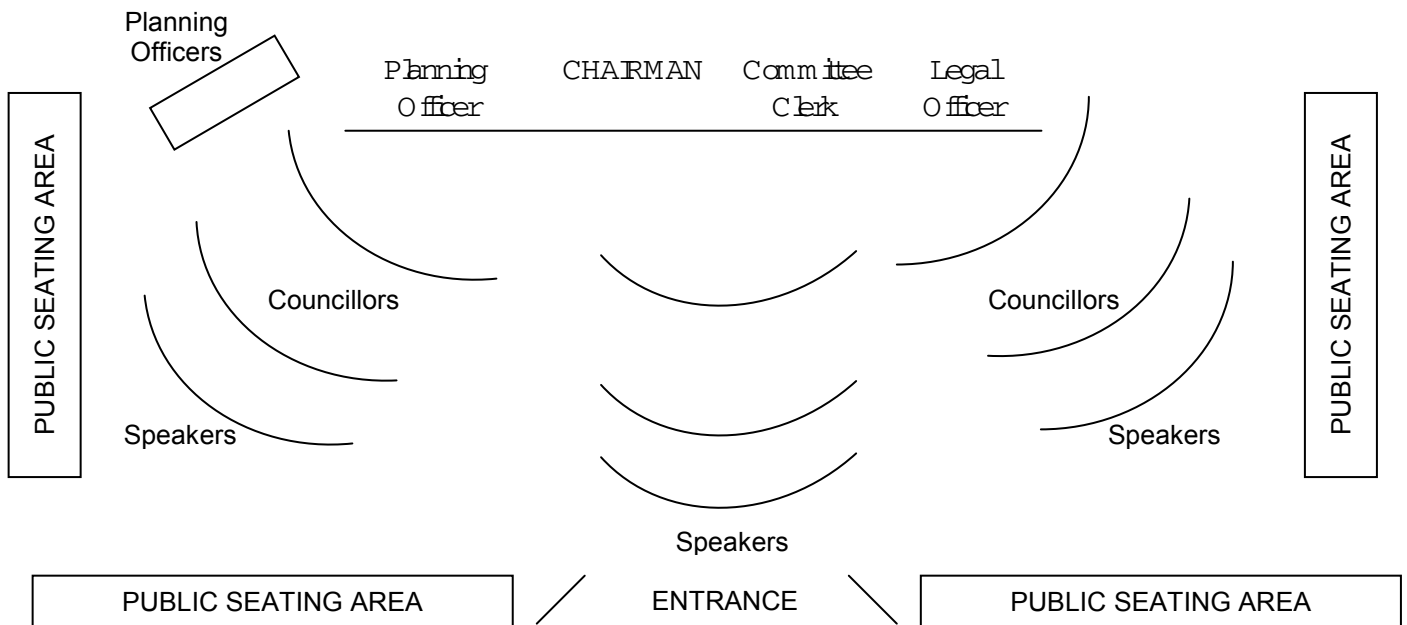 Planning
Officers
Planning CHAIRMAN Committee Legal
Officer Clerk Officer
PUBLIC SEATING AREA
PUBLIC SEATING AREA
Councillors Councillors
Speakers Speakers
Speakers
PUBLIC SEATING AREA ENTRANCE PUBLIC SEATING AREA